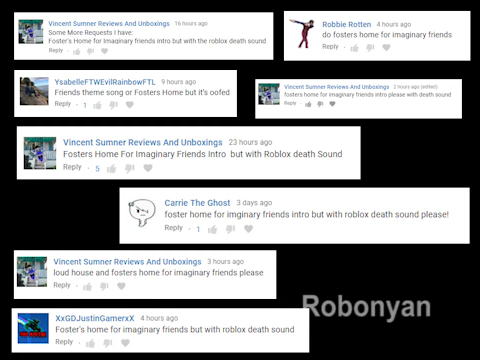 Vincent Sumner Reviews And Unboxings 16 hours ago
Some More Requests I have:
Foster's Home for Imaginary friends intro but with the roblox death sound
Reply
Robbie Rotten 4 hours ago
do fosters home for imaginary friends
Reply
YsabelleFTWEvilRainbowFTL 9 hours ago
Friends theme song or Fosters Home but it's oofed
Reply 1
Vincent Sumner Reviews And Unboxings 2 hours ago (edited)
fosters home for imaginary friends intro please with death sound
Reply
Vincent Sumner Reviews And Unboxings 23 hours ago
Fosters Home For Imaginary Friends Intro but with Roblox death Sound
Reply 5
Carrie The Ghost 3 days ago
foster home for imginary friends intro but with roblox death sound please!
Reply 1
Vincent Sumner Reviews And Unboxings 3 hours ago
loud house and fosters home for imaginary friends please
Reply
Robonyan
XxGDJustinGamerxX 4 hours ago
Foster's home for imaginary friends but with roblox death sound
Reply